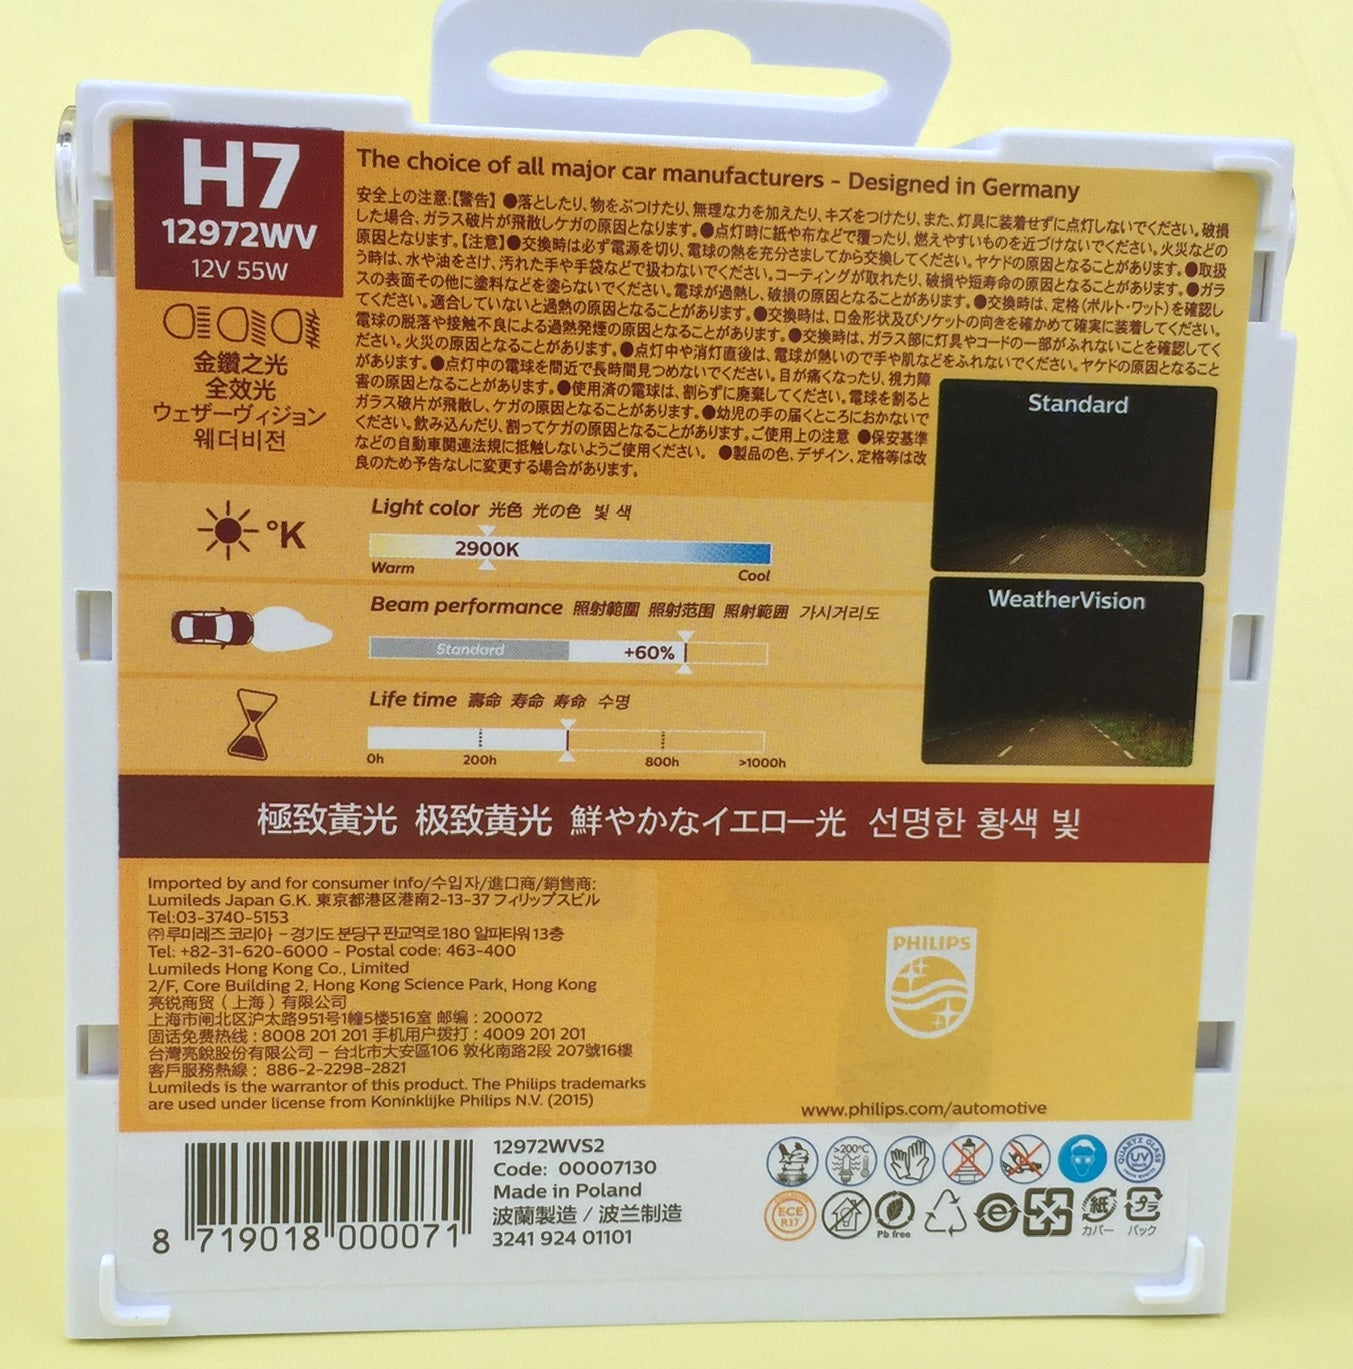 H7
12972WV
12V 55W
金鑽之光
全效光
ウェザーヴィジョン
웨더비전
The choice of all major car manufacturers - Designed in Germany
安全上の注意:【警告】 ●落としたり、物をぶつけたり、無理な力を加えたり、キズをつけたり、また、灯具に装着せずに点灯しないでください。破損
した場合、ガラス破片が飛散しケガの原因となります。●点灯時に紙や布などで覆ったり、燃えやすいものを近づけないでください。火災などの
原因となります。【注意】●交換時は必ず電源を切り、電球の熱を充分さましてから交換してください。ヤケドの原因となることがあります。●取扱
う時は、水や油をさけ、汚れた手や手袋などで扱わないでください。コーティングが取れたり、破損や短寿命の原因となることがあります。●ガラ
スの表面その他に塗料などを塗らないでください。電球が過熱し、破損の原因となることがあります。●交換時は、定格(ボルト・ワット)を確認し
てください。適合していないと過熱の原因となることがあります。●交換時は、口金形状及びソケットの向きを確かめて確実に装着してください。
電球の脱落や接触不良による過熱発煙の原因となることがあります。●交換時は、ガラス部に灯具やコードの一部がふれないことを確認してく
ださい。火災の原因となることがあります。●点灯中や消灯直後は、電球が熱いので手や肌などをふれないでください。ヤケドの原因となること
があります。●点灯中の電球を間近で長時間見つめないでください。目が痛くなったり、視力障
害の原因となることがあります。●使用済の電球は、割らずに廃棄してください。電球を割ると
ガラス破片が飛散し、ケガの原因となることがあります。●幼児の手の届くところにおかないで
ください。飲み込んだり、割ってケガの原因となることがあります。ご使用上の注意 ●保安基準
などの自動車関連法規に抵触しないようご使用ください。 ●製品の色、デザイン、定格等は改
良のため予告なしに変更する場合があります。
Standard
WeatherVision
°K
Light color 光色 光の色 빛 색
2900K
Warm
Cool
Beam performance 照射範圍 照射范围 照射範囲 가시거리도
Standard
+60%
Life time 壽命 寿命 寿命 수명
0h 200h 800h >1000h
極致黃光 极致黄光 鮮やかなイエロー光 선명한 황색 빛
Imported by and for consumer info/수입자/進口商/銷售商:
Lumileds Japan G.K. 東京都港区港南2-13-37 フィリップスビル
Tel:03-3740-5153
㈜루미레즈 코리아 - 경기도 분당구 판교역로 180 알파타워 13층
Tel: +82-31-620-6000 - Postal code: 463-400
Lumileds Hong Kong Co., Limited
2/F, Core Building 2, Hong Kong Science Park, Hong Kong
亮锐商贸（上海）有限公司
上海市闸北区沪太路951号1幢5楼516室 邮编：200072
固话免费热线：8008 201 201 手机用户拨打：4009 201 201
台灣亮銳股份有限公司 – 台北市大安區106 敦化南路2段 207號16樓
客戶服務熱線：886-2-2298-2821
Lumileds is the warrantor of this product. The Philips trademarks
are used under license from Koninklijke Philips N.V. (2015)
PHILIPS
www.philips.com/automotive
8 719018 000071
12972WVS2
Code: 00007130
Made in Poland
波蘭製造 / 波兰制造
3241 924 01101
>200°C
QUARTZ GLASS
UV
ECE
R37
Pb free
紙
カバー
プラ
パック